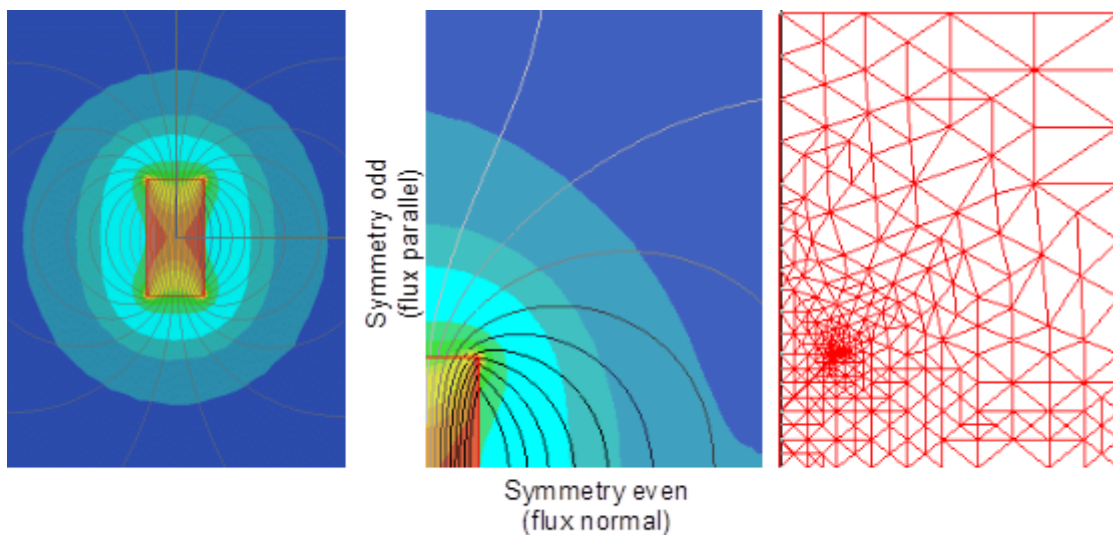 Symmetry odd
(flux parallel)
Symmetry even
(flux normal)